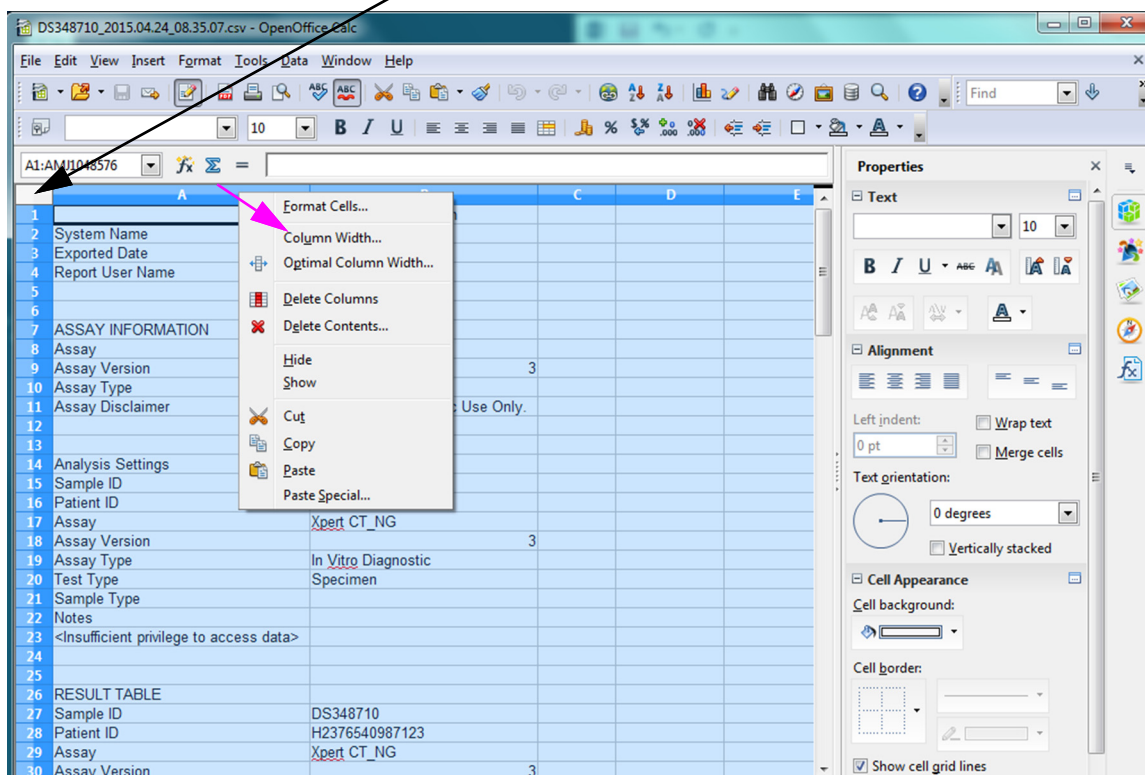 DS348710_2015.04.24_08.35.07.csv - OpenOffice Calc
File Edit View Insert Format Tools Data Window Help
Find
10
A1:AMJ1048576
A C D E
1
2 System Name
3 Exported Date
4 Report User Name
5
6
7 ASSAY INFORMATION
8 Assay
9 Assay Version 3
10 Assay Type
11 Assay Disclaimer Use Only.
12
13
14 Analysis Settings
15 Sample ID
16 Patient ID
17 Assay Xpert CT_NG
18 Assay Version 3
19 Assay Type In Vitro Diagnostic
20 Test Type Specimen
21 Sample Type
22 Notes
23 <Insufficient privilege to access data>
24
25
26 RESULT TABLE
27 Sample ID DS348710
28 Patient ID H2376540987123
29 Assay Xpert CT_NG
30 Assay Version 3
Format Cells...
Column Width...
Optimal Column Width...
Delete Columns
Delete Contents...
Hide
Show
Cut
Copy
Paste
Paste Special...
Properties
Text
10
Alignment
Left indent:
Wrap text
0 pt
Merge cells
Text orientation:
0 degrees
Vertically stacked
Cell Appearance
Cell background:
Cell border:
Show cell grid lines